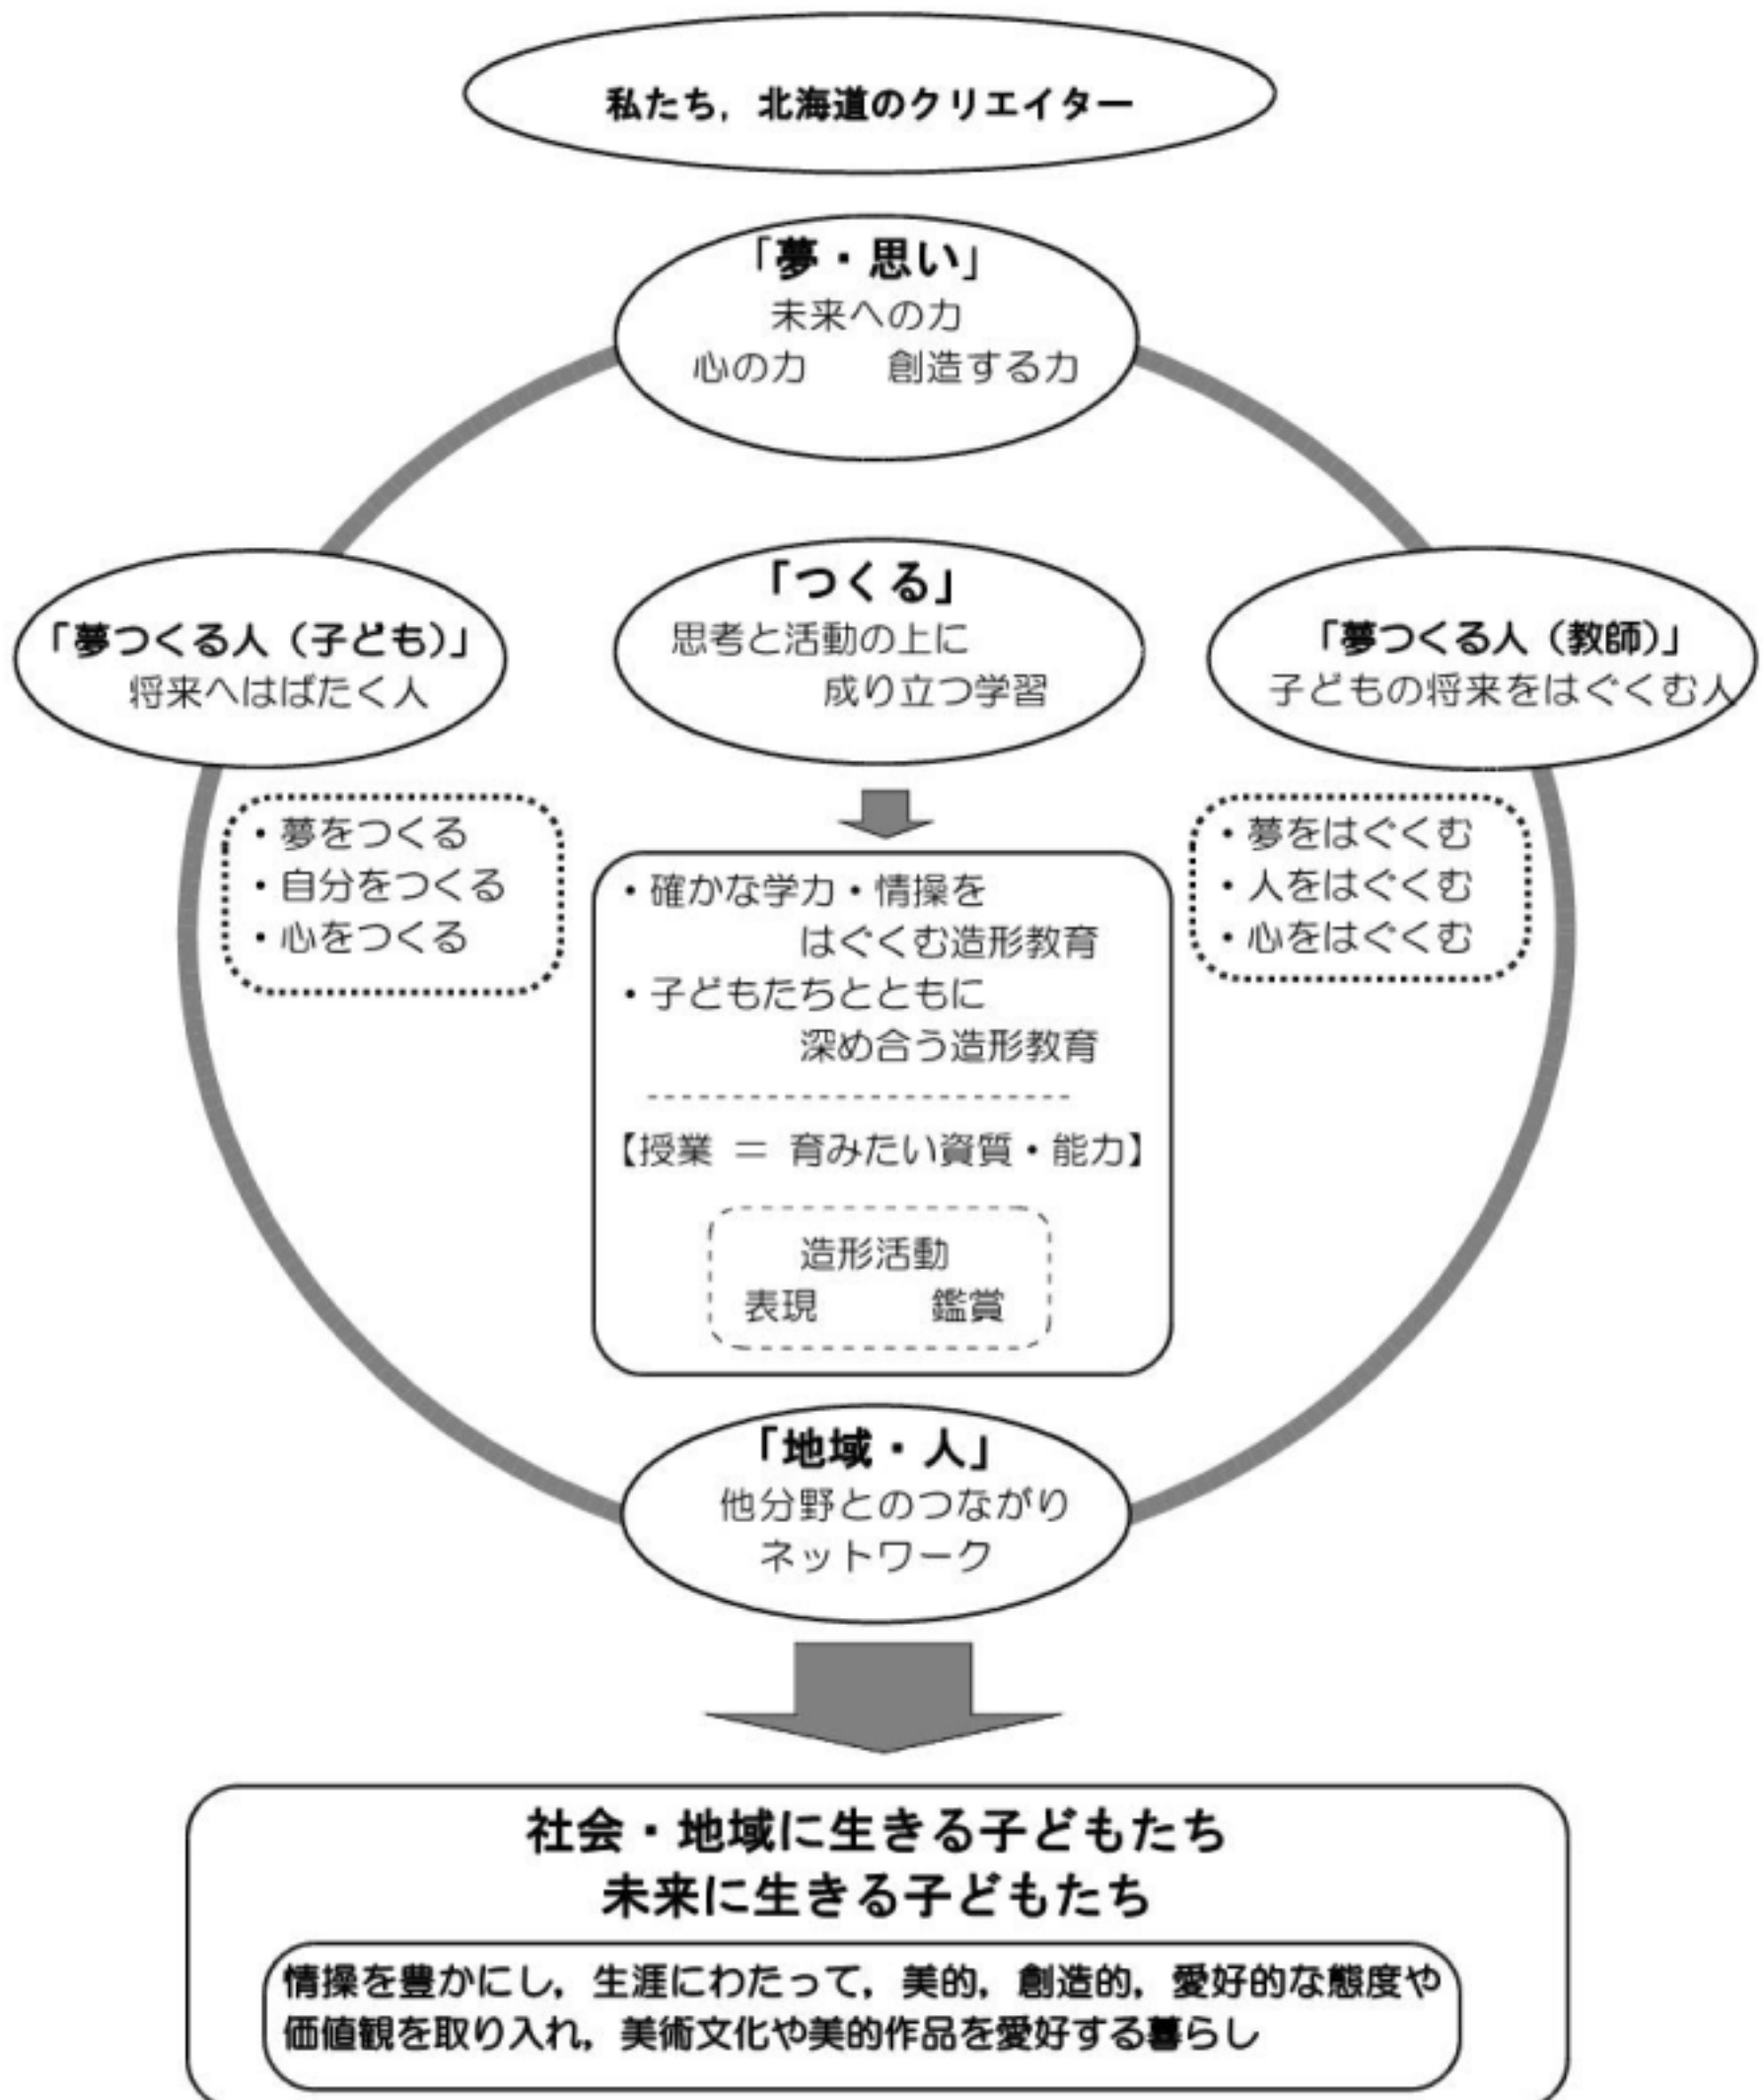 私たち，北海道のクリエイター
「夢・思い」
未来への力
心の力　　創造する力
「夢つくる人（子ども）」
将来へはばたく人
「つくる」
思考と活動の上に
成り立つ学習
「夢つくる人（教師）」
子どもの将来をはぐくむ人
・夢をつくる
・自分をつくる
・心をつくる
・確かな学力・情操を
はぐくむ造形教育
・子どもたちとともに
深め合う造形教育
【授業 ＝ 育みたい資質・能力】
造形活動
表現　　　鑑賞
・夢をはぐくむ
・人をはぐくむ
・心をはぐくむ
「地域・人」
他分野とのつながり
ネットワーク
社会・地域に生きる子どもたち
未来に生きる子どもたち
情操を豊かにし，生涯にわたって，美的，創造的，愛好的な態度や
価値観を取り入れ，美術文化や美的作品を愛好する暮らし